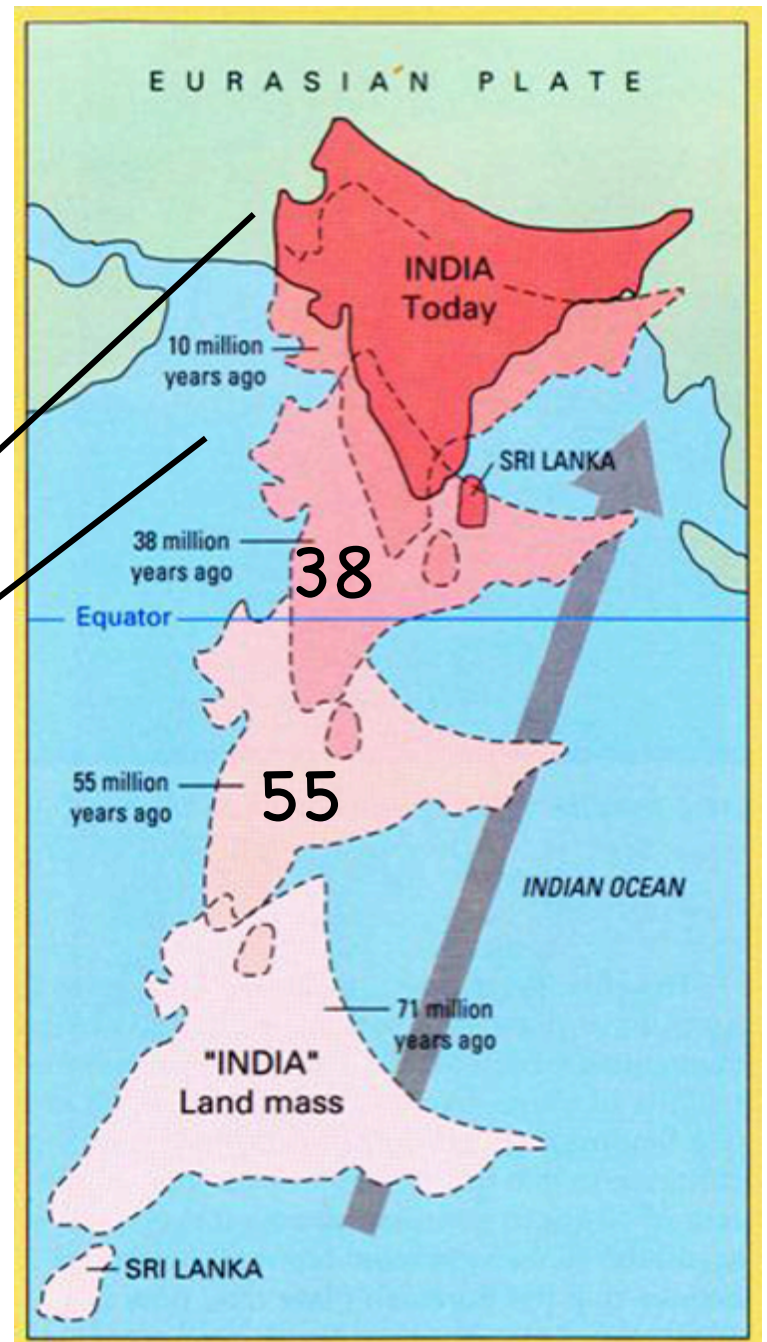 EURASIAN PLATE
INDIA
Today
10 million
years ago
SRI LANKA
38 million
years ago
38
Equator
55 million
years ago
55
INDIAN OCEAN
71 million
years ago
"INDIA"
Land mass
SRI LANKA